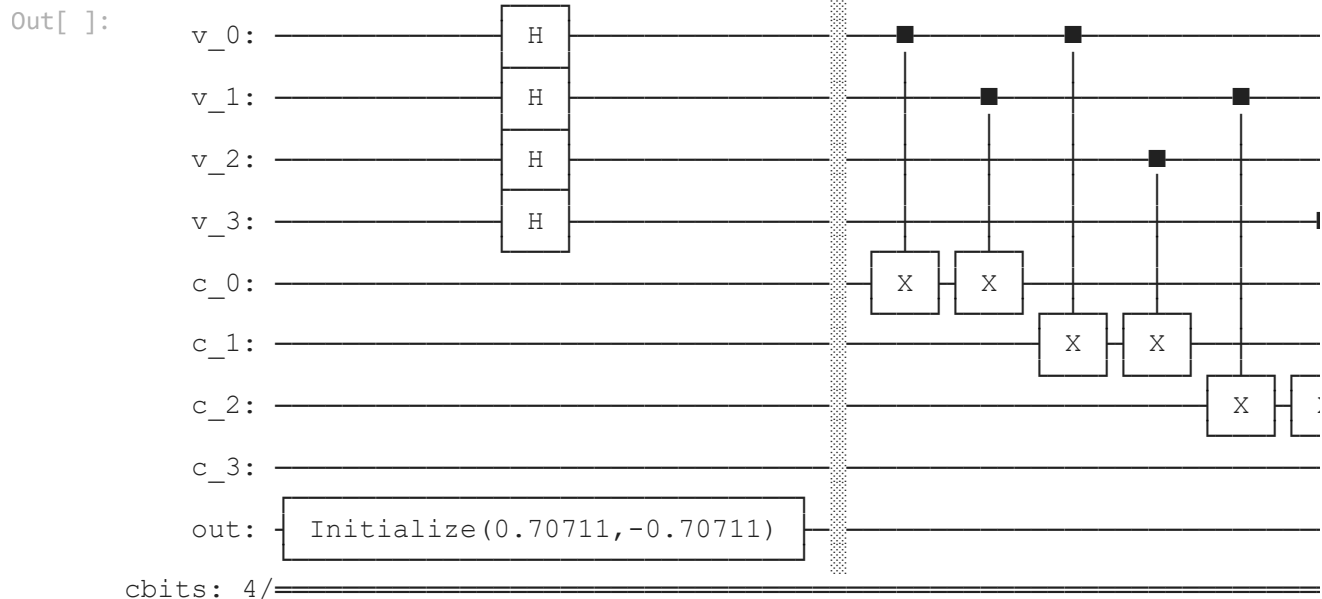 Out[ ]:
v_0: H
v_1: H
v_2:  H
v_3: H
c_0: X X
c_1: X X
c_2: X
c_3:
out: Initialize(0.70711,-0.70711)
cbits: 4/